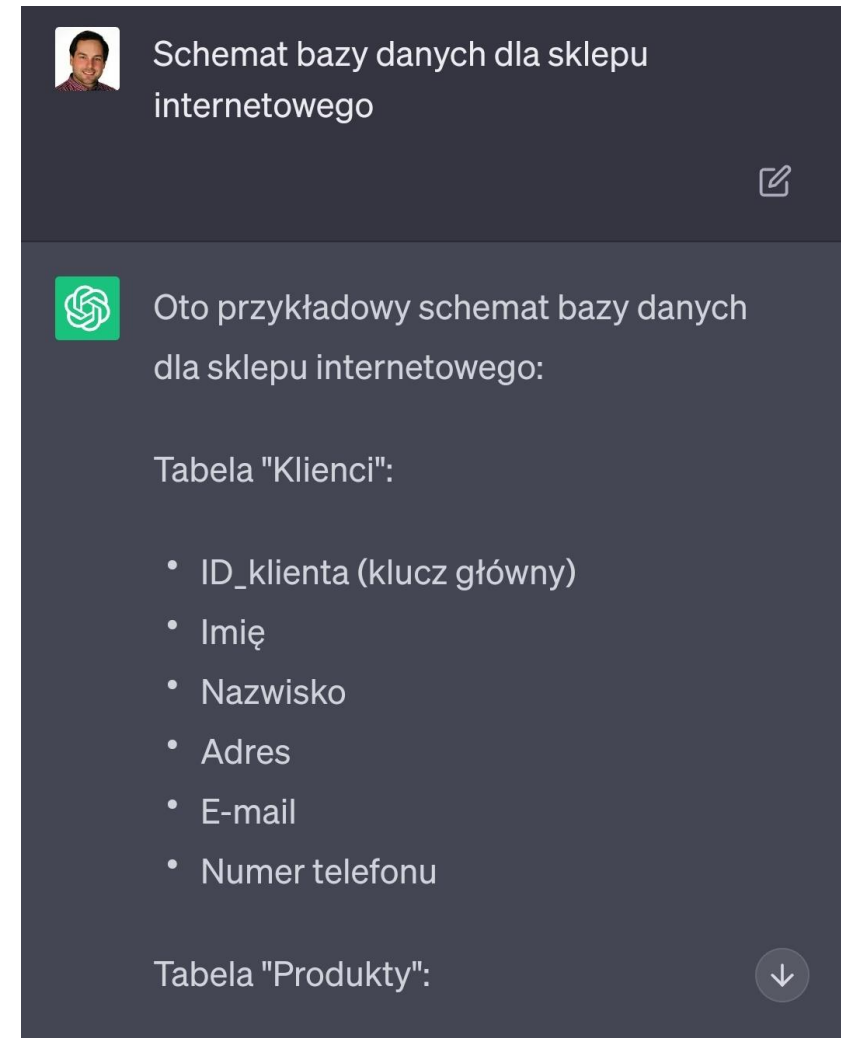 Schemat bazy danych dla sklepu
internetowego
Oto przykładowy schemat bazy danych
dla sklepu internetowego:
Tabela "Klienci":
• ID_klienta (klucz główny)
• Imię
• Nazwisko
• Adres
• E-mail
• Numer telefonu
Tabela "Produkty":